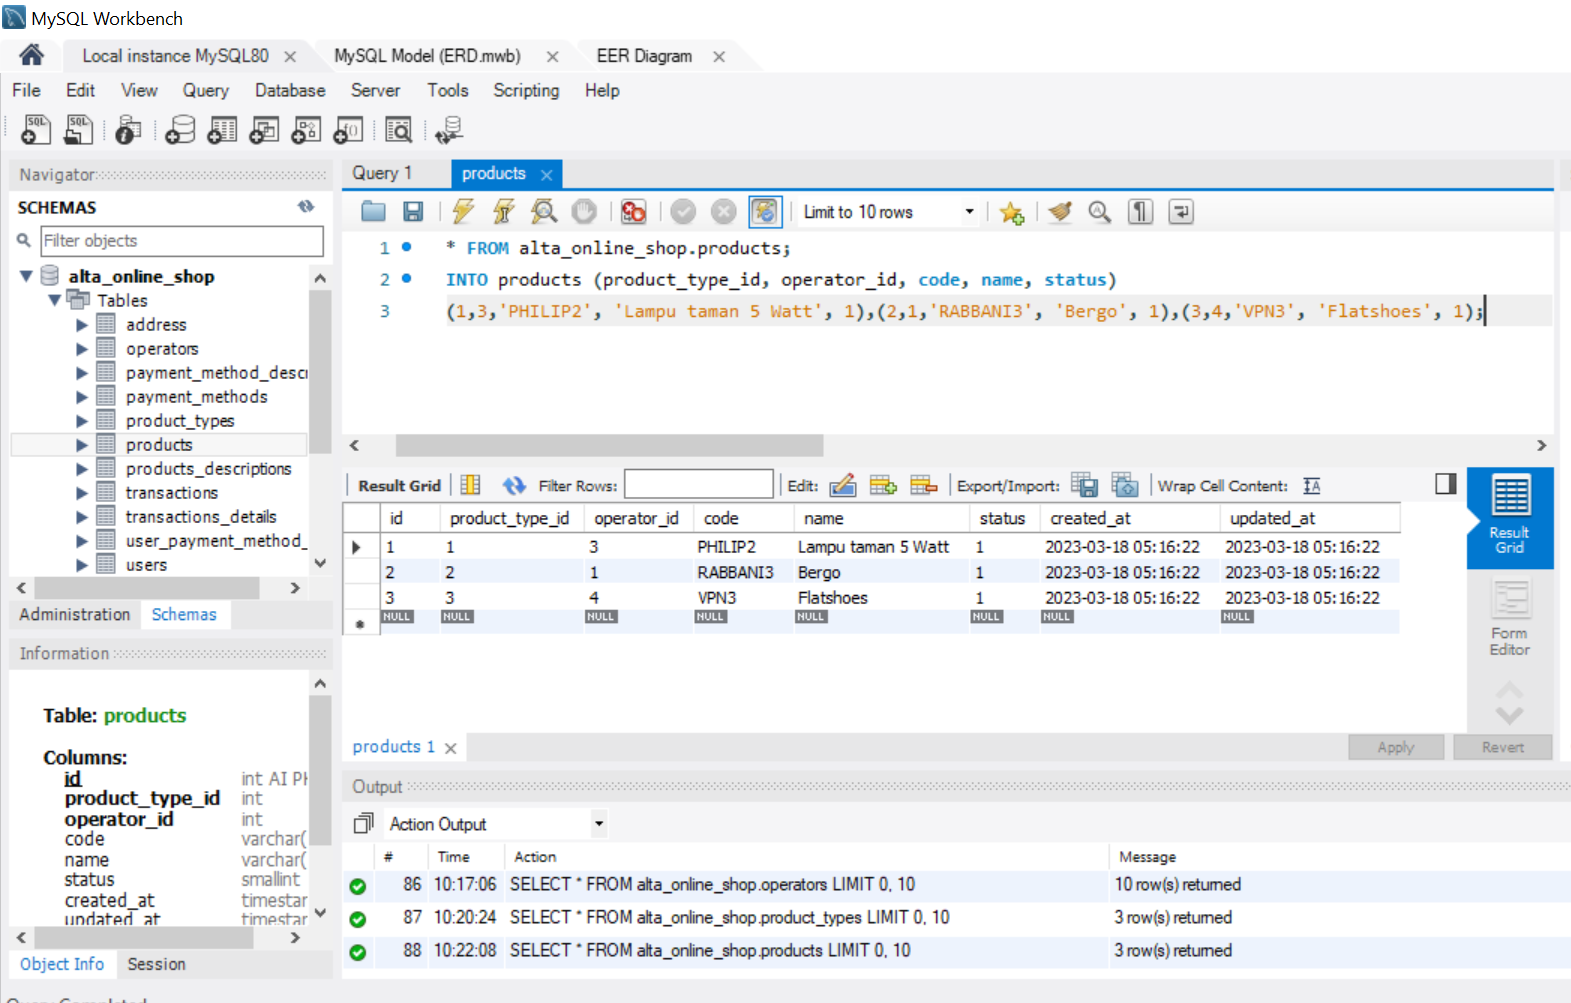 MySQL Workbench
Local instance MySQL80 MySQL Model (ERD.mwb) EER Diagram
File Edit View Query Database Server Tools Scripting Help
SQL SQL
Navigator
SCHEMAS
Filter objects
alta_online_shop
Tables
address
operators
payment_method_descr
payment_methods
product_types
products
products_descriptions
transactions
transactions_details
user_payment_method_
users
Administration Schemas
Information
Table: products
Columns:
id int AI PK
product_type_id int
operator_id int
code varchar(
name varchar(
status smallint
created_at timestar
updated_at timestar
Object Info Session
Query Completed
Query 1 products
Limit to 10 rows
1 * FROM alta_online_shop.products;
2 INTO products (product_type_id, operator_id, code, name, status)
3 (1,3,'PHILIP2', 'Lampu taman 5 Watt', 1),(2,1,'RABBANI3', 'Bergo', 1),(3,4,'VPN3', 'Flatshoes', 1);
Result Grid Filter Rows: Edit: Export/Import: Wrap Cell Content:
id product_type_id operator_id code name status created_at updated_at
1 1 3 PHILIP2 Lampu taman 5 Watt 1 2023-03-18 05:16:22 2023-03-18 05:16:22
2 2 1 RABBANI3 Bergo 1 2023-03-18 05:16:22 2023-03-18 05:16:22
3 3 4 VPN3 Flatshoes 1 2023-03-18 05:16:22 2023-03-18 05:16:22
NULL NULL NULL NULL NULL NULL NULL NULL
Result
Grid
Form
Editor
products 1 Apply Revert
Output
Action Output
# Time Action Message
86 10:17:06 SELECT * FROM alta_online_shop.operators LIMIT 0, 10 10 row(s) returned
87 10:20:24 SELECT * FROM alta_online_shop.product_types LIMIT 0, 10 3 row(s) returned
88 10:22:08 SELECT * FROM alta_online_shop.products LIMIT 0, 10 3 row(s) returned